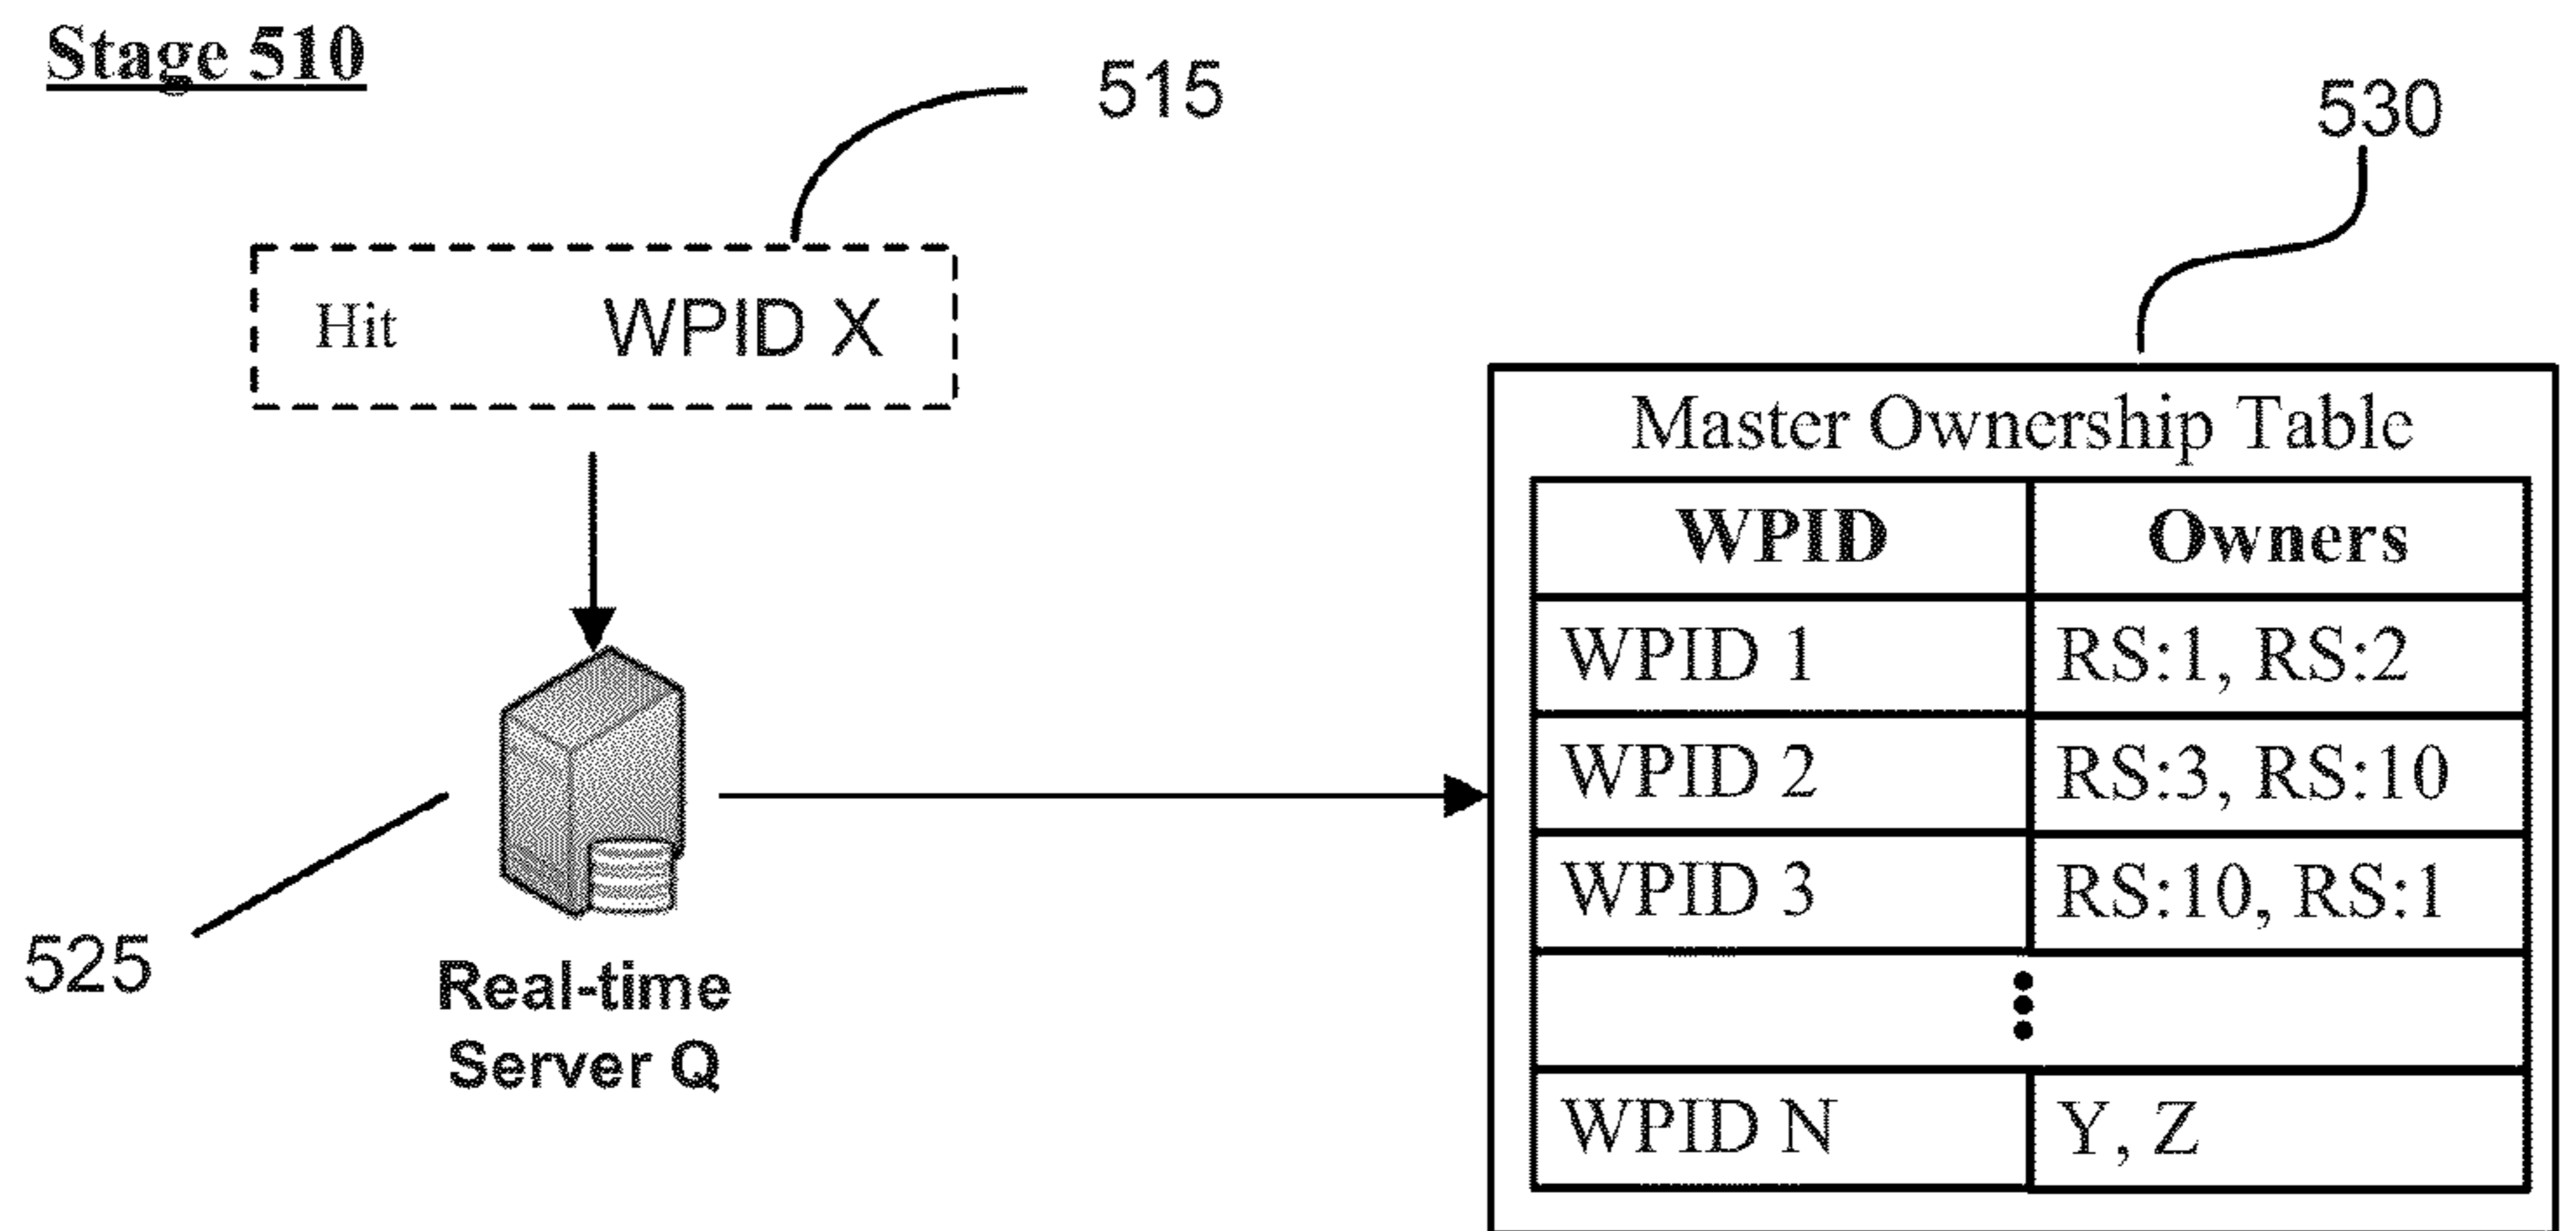 Stage 510
515
530
Hit WPID X
Master Ownership Table
WPID Owners
WPID 1 RS:1, RS:2
WPID 2 RS:3, RS:10
WPID 3 RS:10, RS:1
WPID N Y, Z
525
Real-time
Server Q